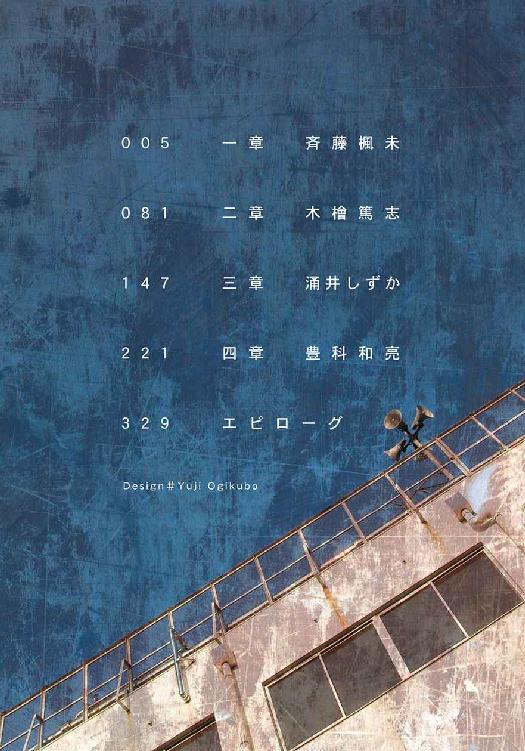 005 一章 斉藤楓未
081 二章 木檜篤志
147 三章 涌井しずか
221 四章 豊科和亮
329 エピローグ
Design#Yuji Ogikubo